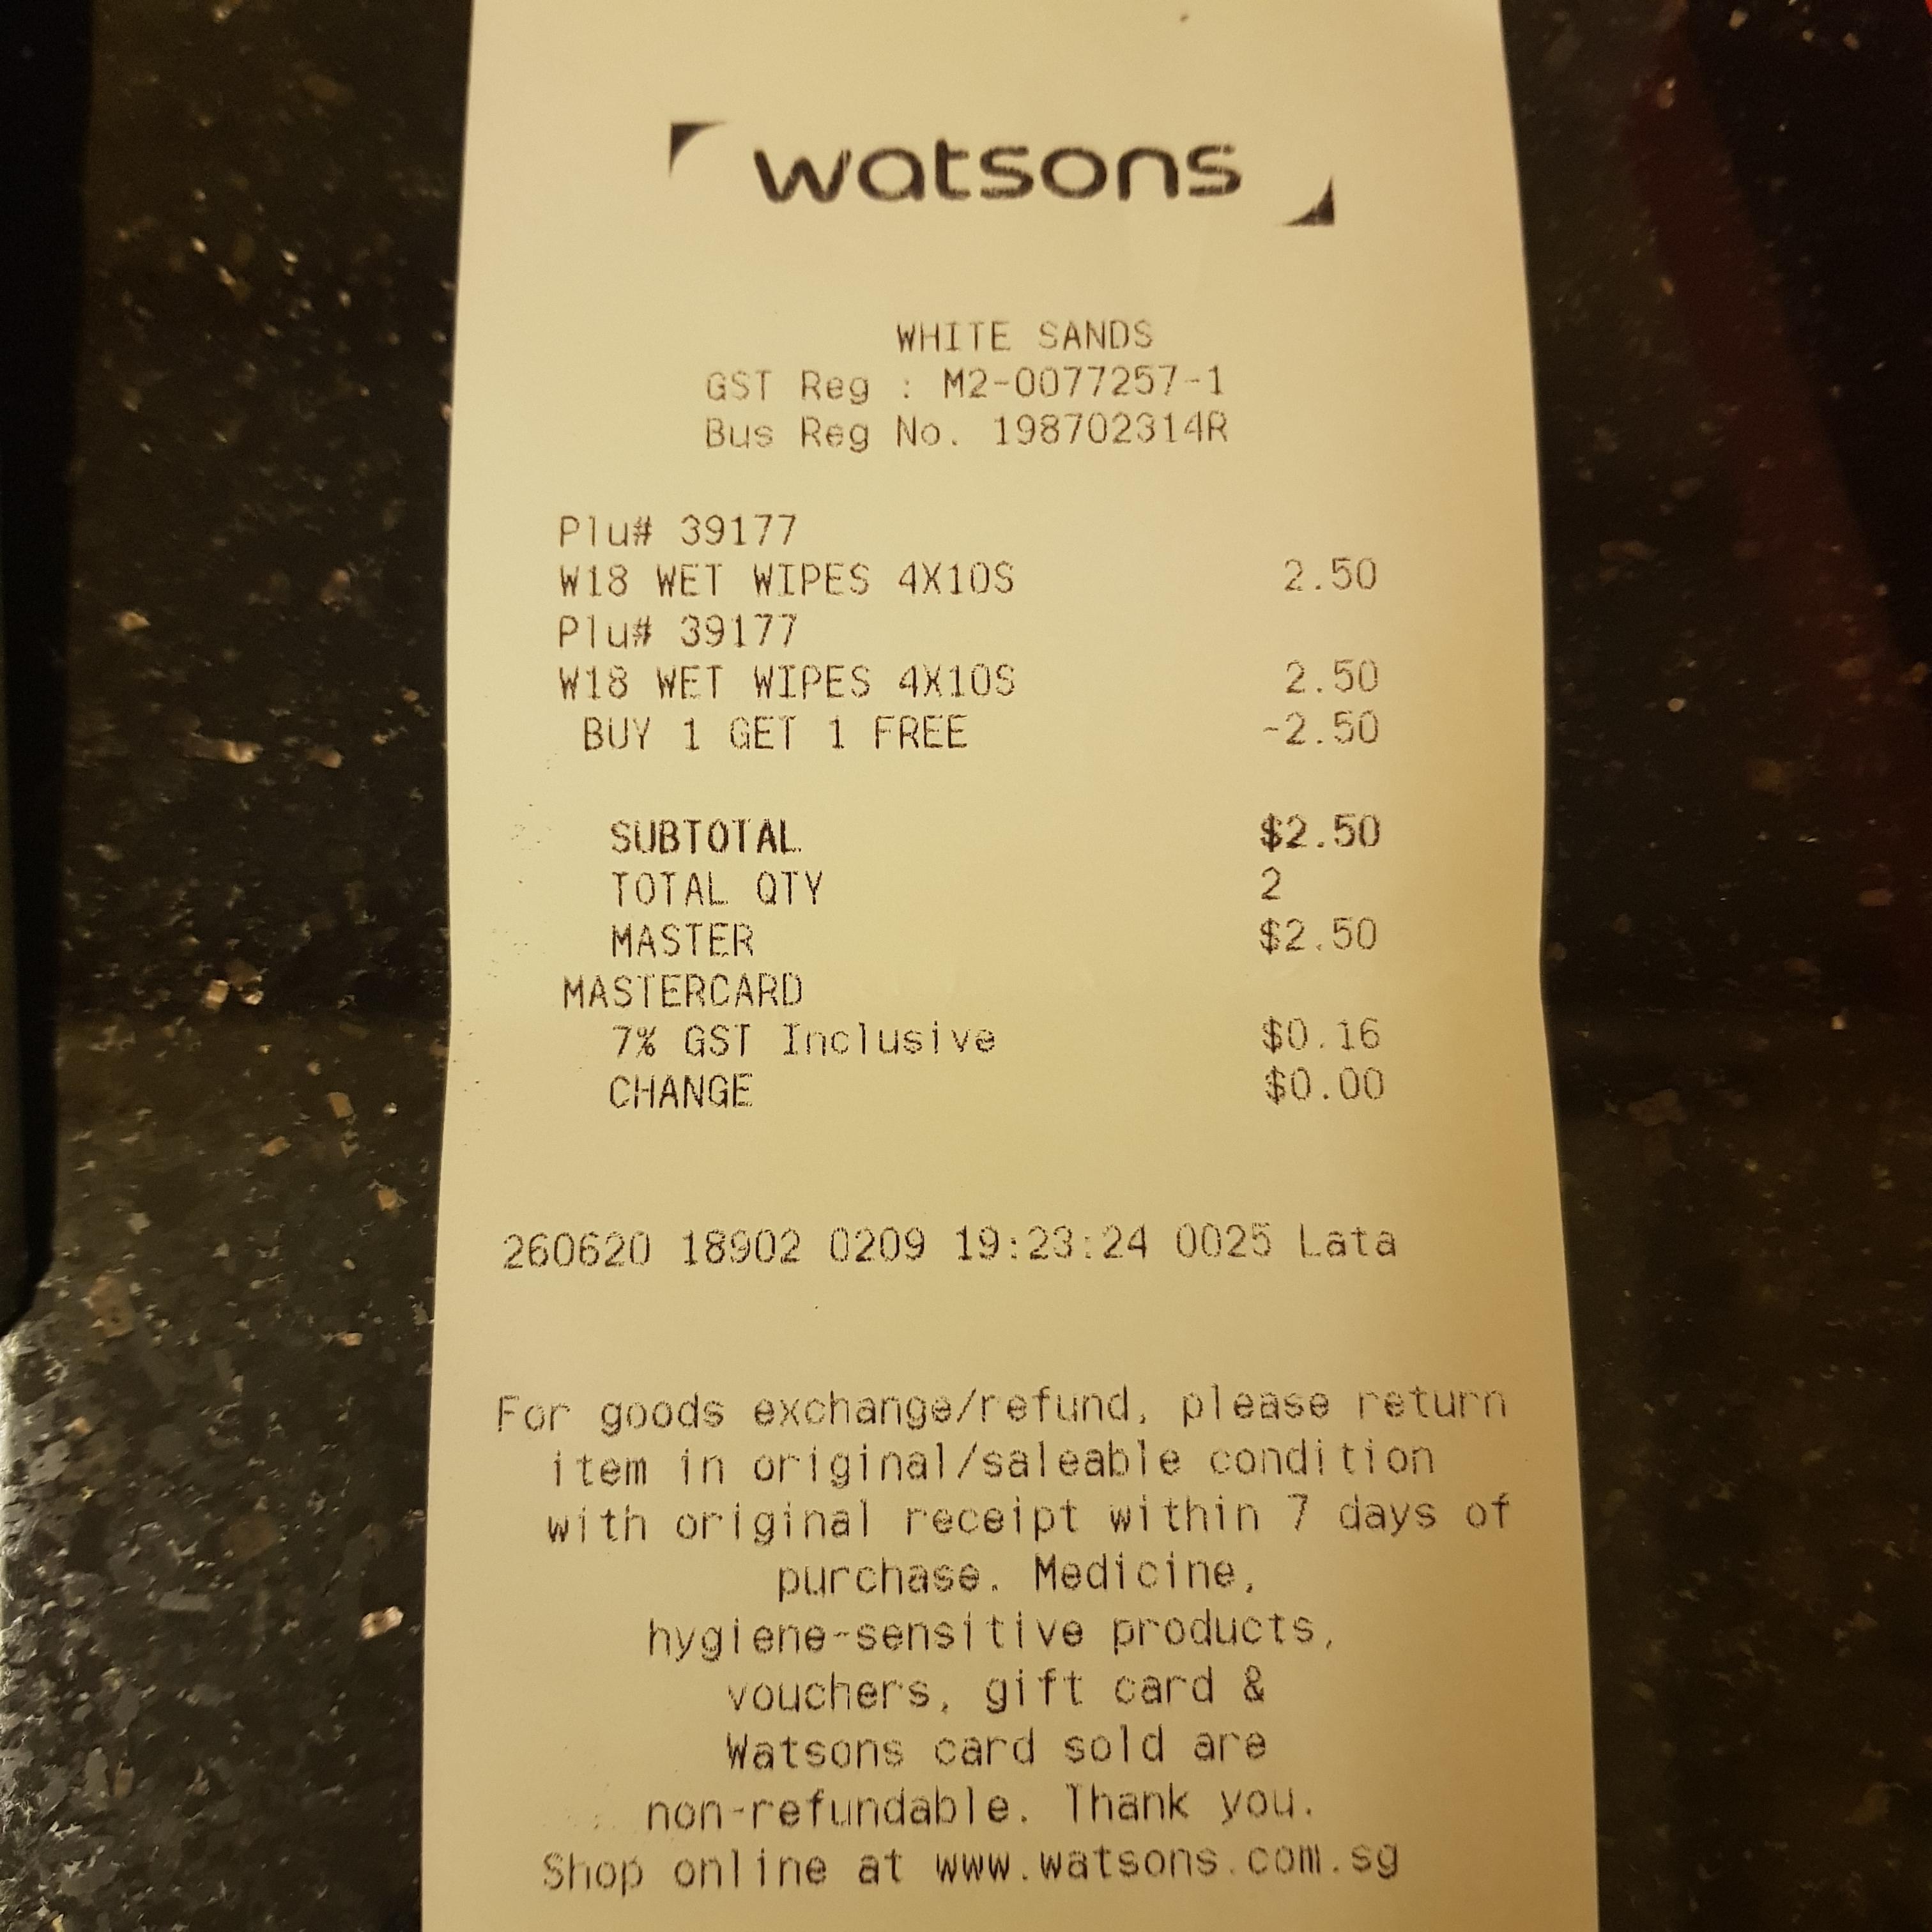 watsons
WHITE SANDS
GST Reg : M2-0077257-1
Bus Reg No. 198702314R
Plu# 39177
W18 WET WIPES 4X10S 2.50
Plu# 39177
W18 WET WIPES 4X10S 2.50
BUY 1 GET 1 FREE -2.50
SUBTOTAL $2.50
TOTAL QTY 2
MASTER $2.50
MASTERCARD
7% GST Inclusive $0.16
CHANGE $0.00
260620 18902 0209 19:23:24 0025 Lata
For goods exchange/refund, please return
item in original/saleable condition
with original receipt within 7 days of
purchase. Medicine,
hygiene-sensitive products,
vouchers, gift card &
Watsons card sold are
non-refundable. Thank you.
Shop online at www.watsons.com.sg